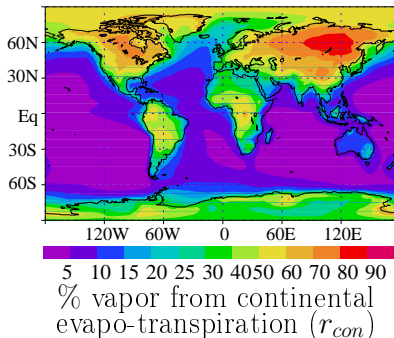 60N
30N
Eq
30S
60S
120W 60W 0 60E 120E
5 10 15 20 25 30 40 50 60 70 80 90
% vapor from continental
evapo-transpiration (r_con)